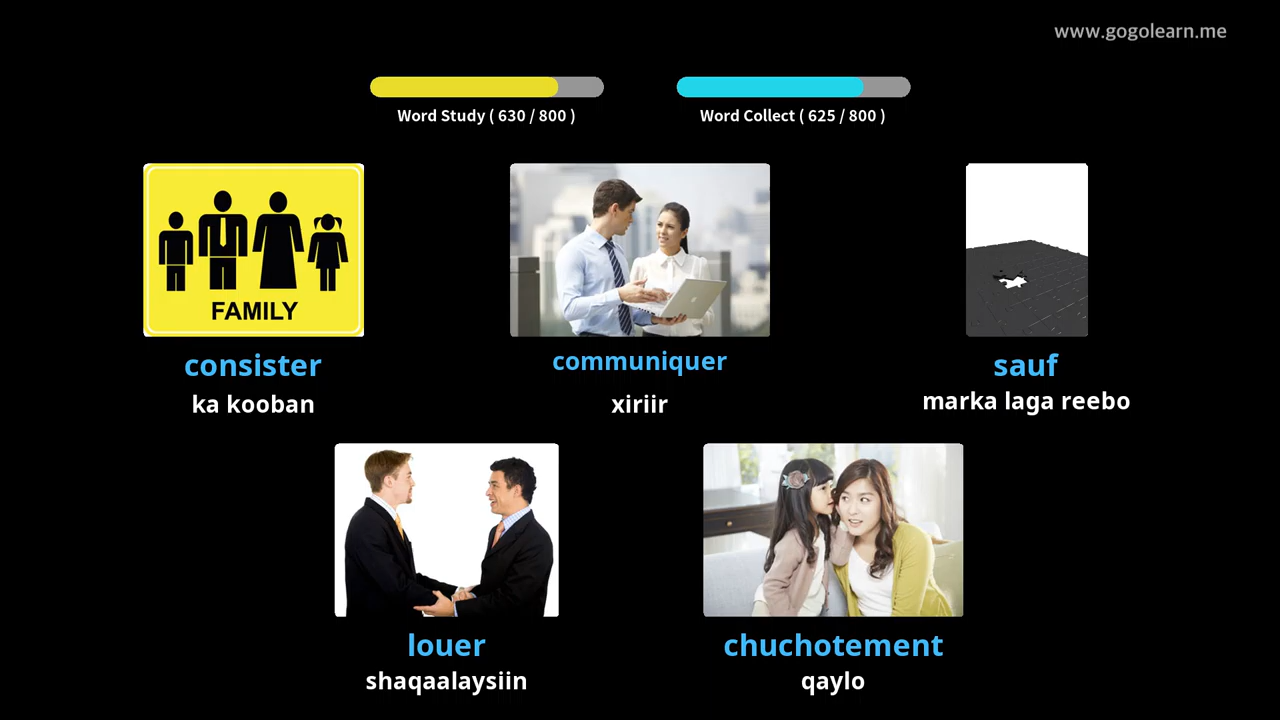 www.gogolearn.me
Word Study ( 630 / 800 )
Word Collect ( 625 / 800 )
FAMILY
consister
ka kooban
communiquer
xiriir
sauf
marka laga reebo
louer
shaqaalaysiin
chuchotement
qaylo